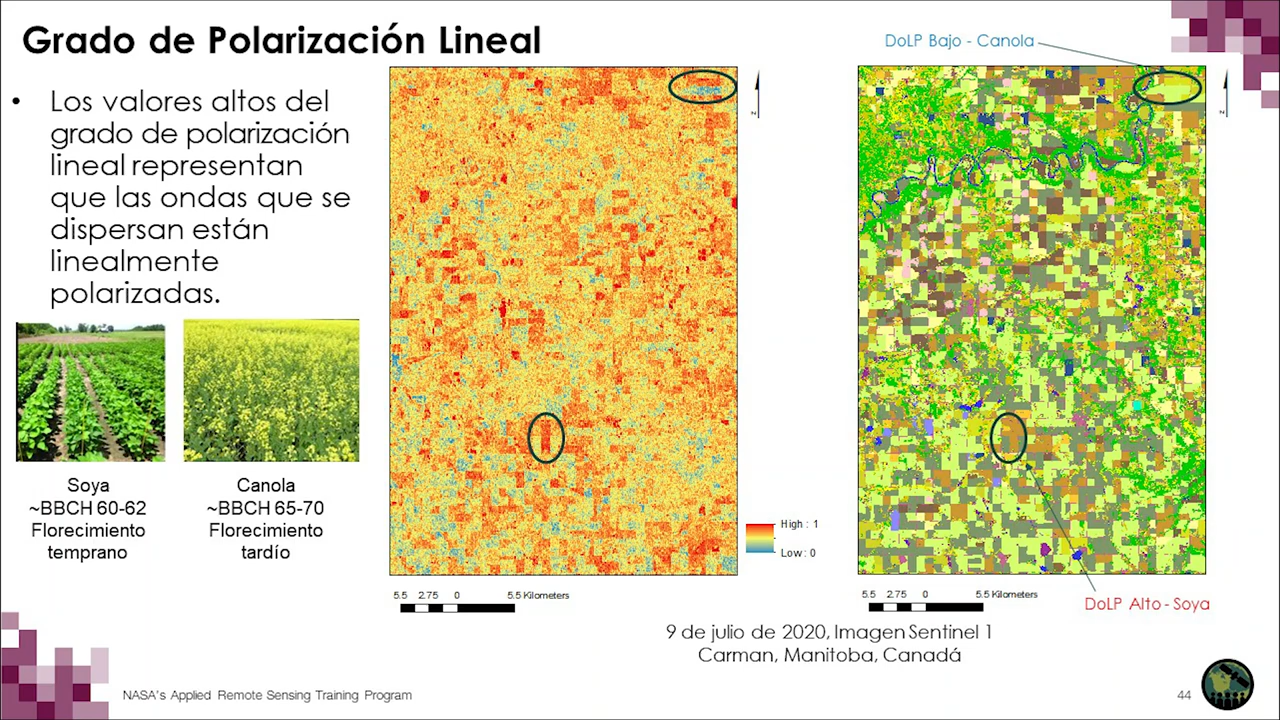 Grado de Polarización Lineal
DoLP Bajo - Canola
• Los valores altos del
grado de polarización
lineal representan
que las ondas que se
dispersan están
linealmente
polarizadas.
Soya
~BBCH 60-62
Florecimiento
temprano
Canola
~BBCH 65-70
Florecimiento
tardío
N
N
High : 1
Low : 0
5.5 2.75 0 5.5 Kilometers
5.5 2.75 0 5.5 Kilometers
DoLP Alto - Soya
9 de julio de 2020, Imagen Sentinel 1
Carman, Manitoba, Canadá
NASA's Applied Remote Sensing Training Program
44